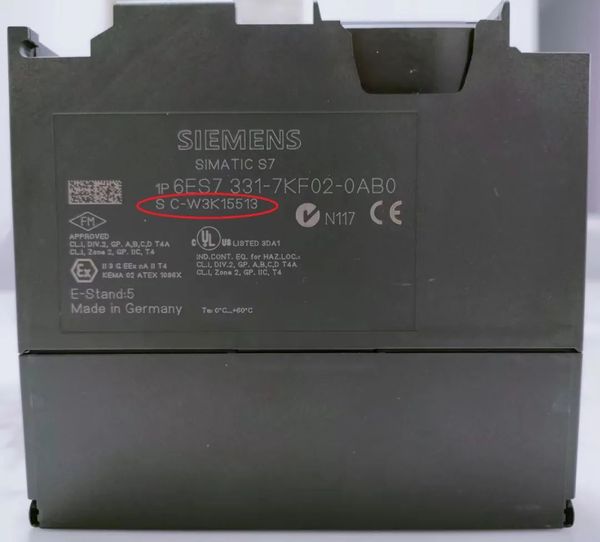 SIEMENS
SIMATIC S7
1P 6ES7 331-7KF02-0AB0
S C-W3K15513
N117 CE
FM
APPROVED
CL.I, DIV.2, GP. A,B,C,D T4A
CL.I, Zone 2, GP. IIC, T4
UL US LISTED 3DA1
IND.CONT. EQ. for HAZ.LOC.:
CL.I, DIV.2, GP. A,B,C,D T4A
CL.I, Zone 2, GP. IIC, T4
Ex II 3 G EEx nA II T4
KEMA 02 ATEX 1096X
E-Stand:5
Made in Germany
Ta: 0°C...+60°C